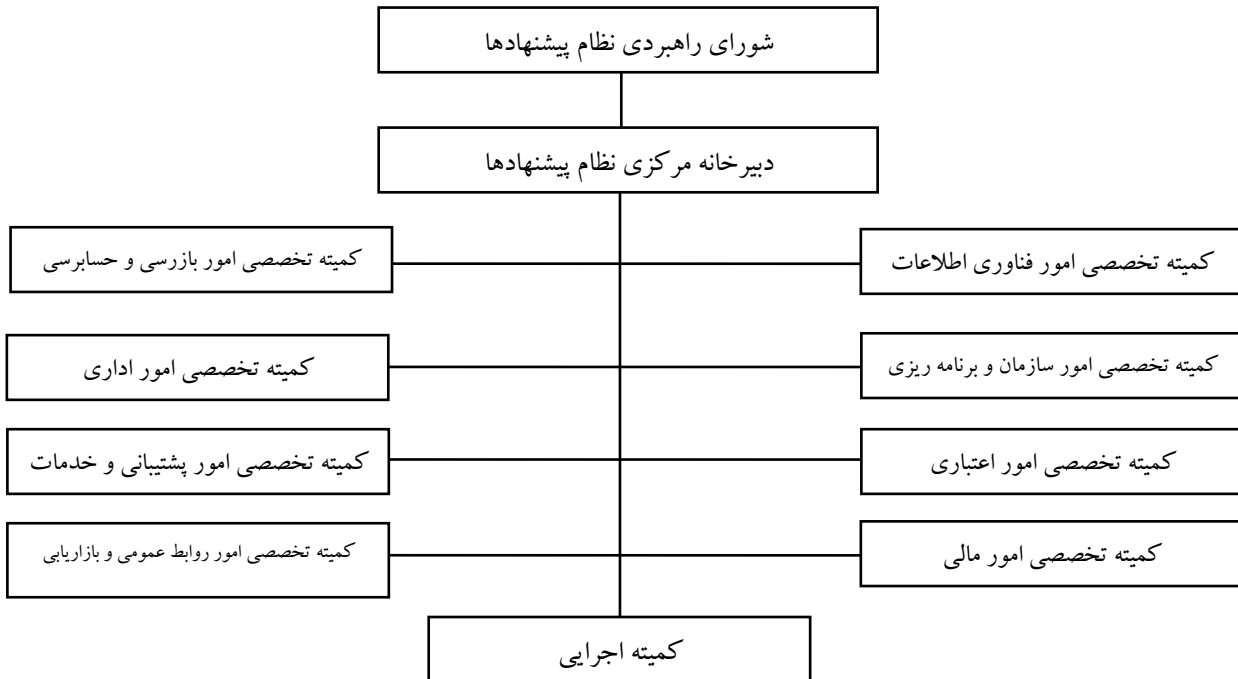 شورای راهبردی نظام پیشنهادها
دبیرخانه مرکزی نظام پیشنهادها
کمیته تخصصی امور فناوری اطلاعات
کمیته تخصصی امور بازرسی و حسابرسی
کمیته تخصصی امور سازمان و برنامه ریزی
کمیته تخصصی امور اداری
کمیته تخصصی امور اعتباری
کمیته تخصصی امور پشتیبانی و خدمات
کمیته تخصصی امور مالی
کمیته تخصصی امور روابط عمومی و بازاریابی
کمیته اجرایی